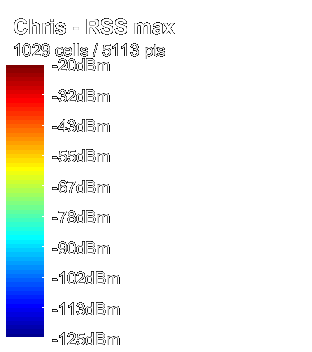 Chris - RSS max
1029 cells / 5113 pts
-20dBm
-32dBm
-43dBm
-55dBm
-67dBm
-78dBm
-90dBm
-102dBm
-113dBm
-125dBm